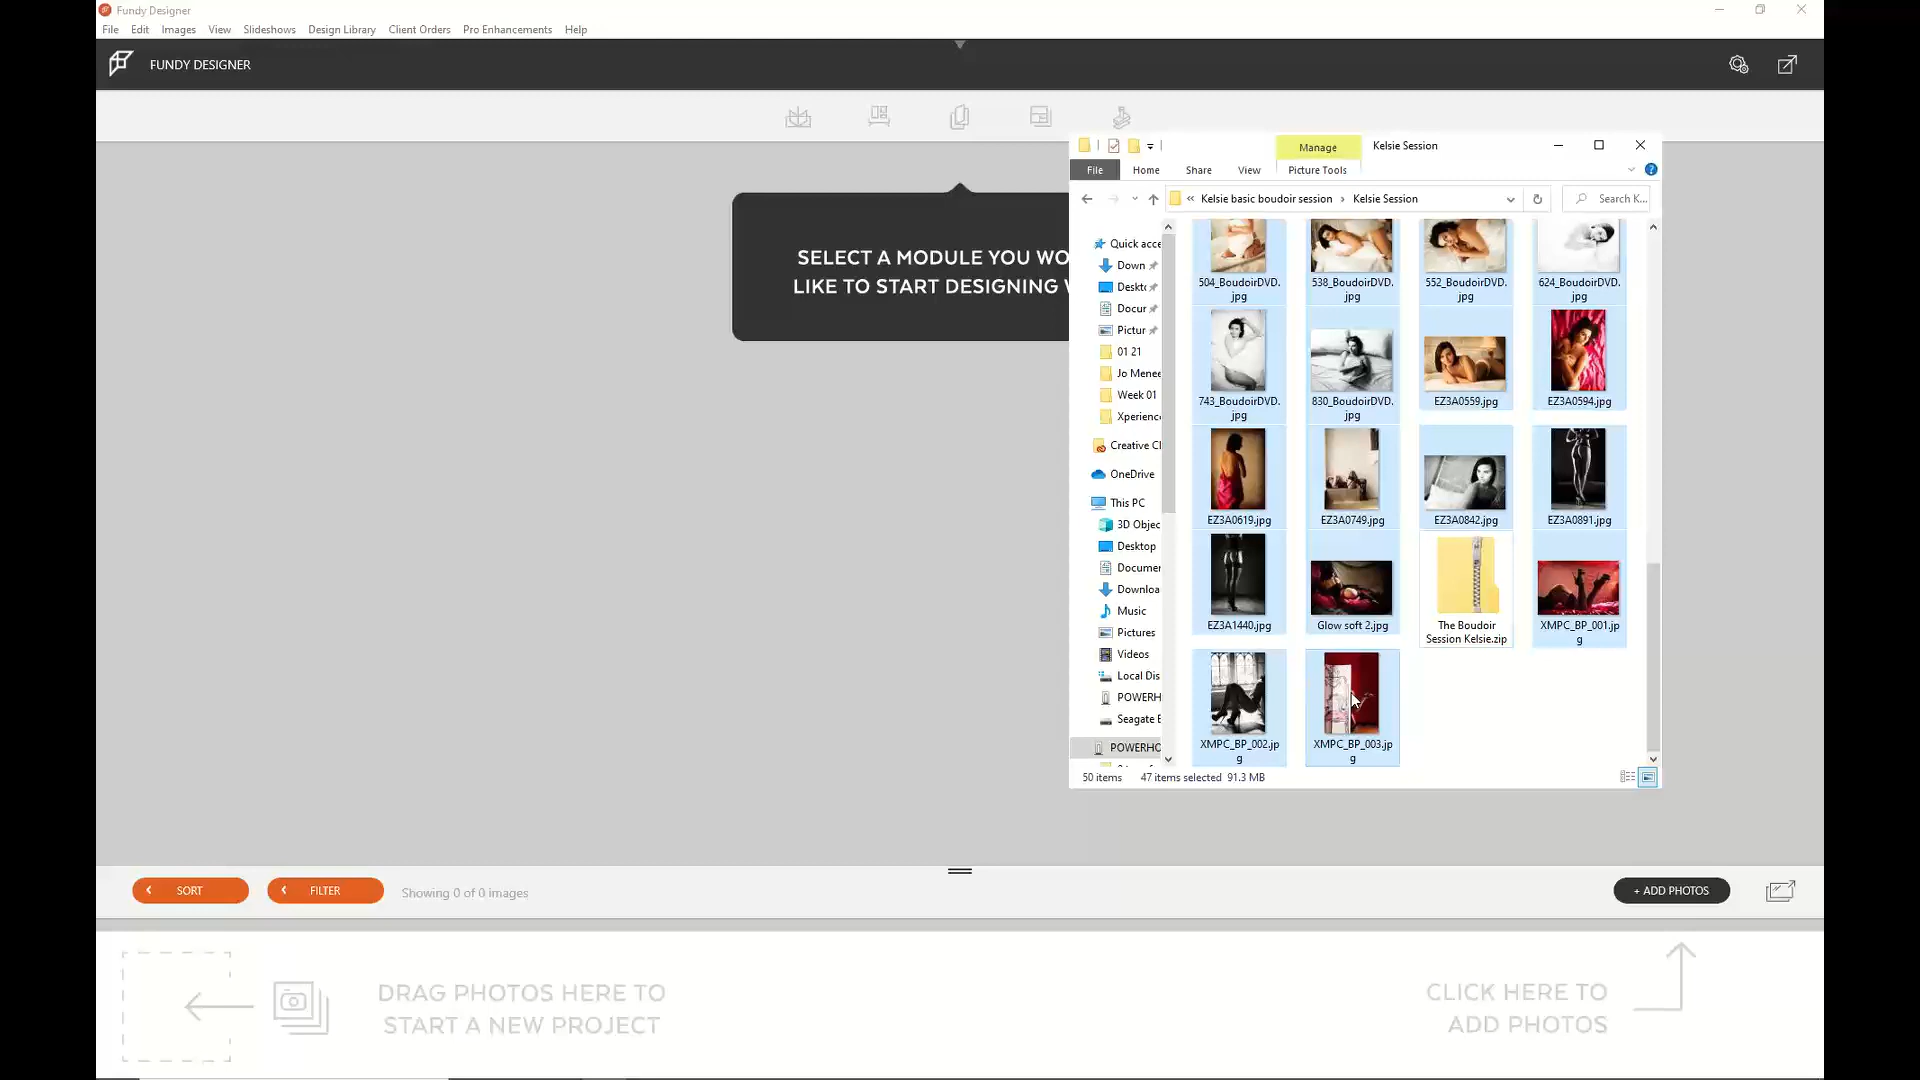 Fundy Designer
File Edit Images View Slideshows Design Library Client Orders Pro Enhancements Help
FUNDY DESIGNER
SELECT A MODULE YOU WO
LIKE TO START DESIGNING
Manage
Kelsie Session
File Home Share View Picture Tools
« Kelsie basic boudoir session › Kelsie Session
Search K...
Quick acce
Down
Deskt
Docur
Pictur
01 21
Jo Mene
Week 01
Xperienc
Creative Cl
OneDrive
This PC
3D Objec
Desktop
Documer
Downloa
Music
Pictures
Videos
Local Dis
POWERH
Seagate E
POWERHO
504_BoudoirDVD.
jpg
538_BoudoirDVD.
jpg
552_BoudoirDVD.
jpg
624_BoudoirDVD.
jpg
743_BoudoirDVD.
jpg
830_BoudoirDVD.
jpg
EZ3A0559.jpg
EZ3A0594.jpg
EZ3A0619.jpg
EZ3A0749.jpg
EZ3A0842.jpg
EZ3A0891.jpg
EZ3A1440.jpg
Glow soft 2.jpg
The Boudoir
Session Kelsie.zip
XMPC_BP_001.jp
g
XMPC_BP_002.jp
g
XMPC_BP_003.jp
g
50 items 47 items selected 91.3 MB
SORT
FILTER
Showing 0 of 0 images
+ ADD PHOTOS
DRAG PHOTOS HERE TO
START A NEW PROJECT
CLICK HERE TO
ADD PHOTOS